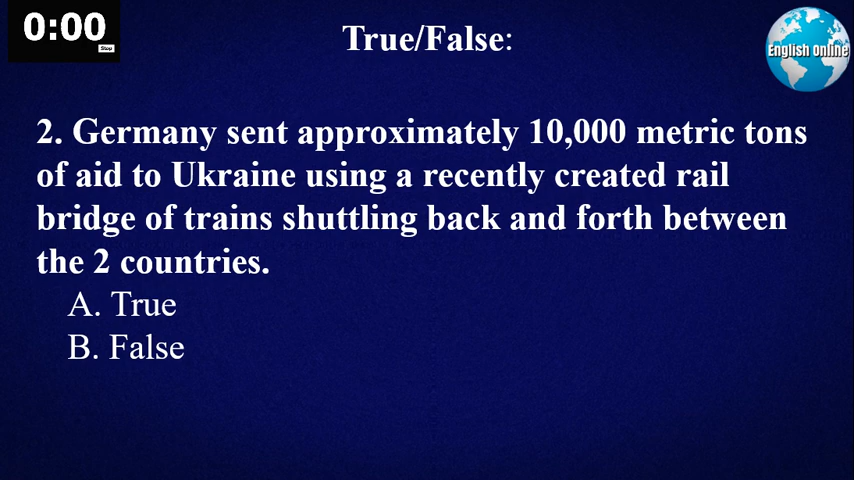 0:00
Stop
True/False:
English Online
2. Germany sent approximately 10,000 metric tons
of aid to Ukraine using a recently created rail
bridge of trains shuttling back and forth between
the 2 countries.
A. True
B. False